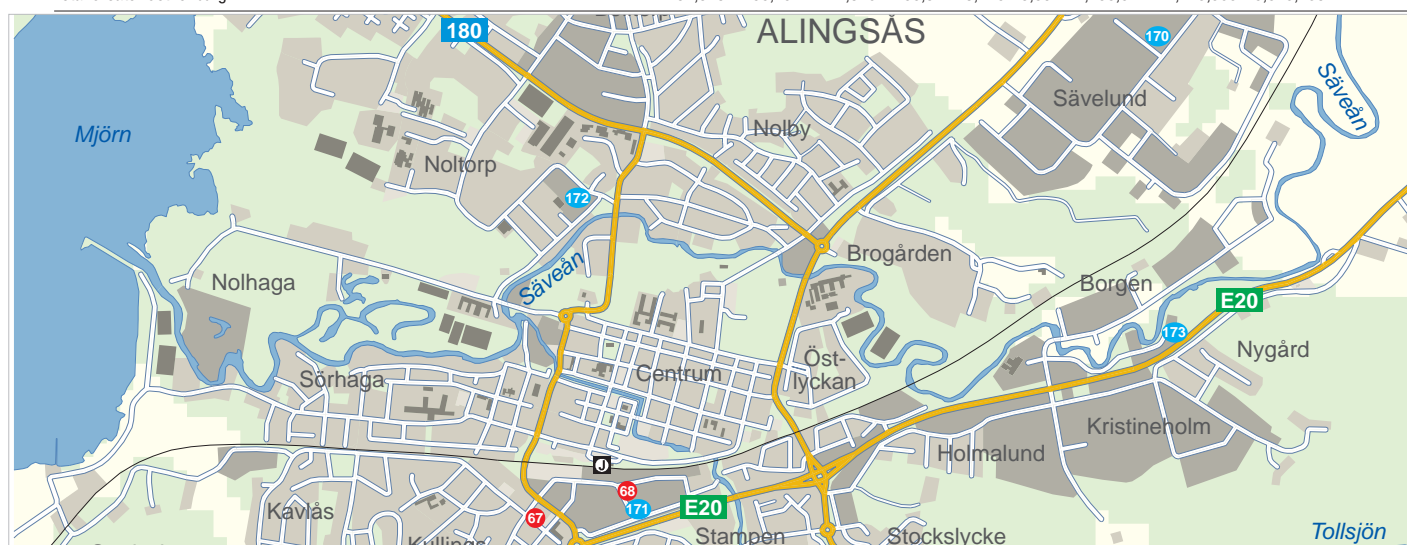 180
ALINGSÅS
170
Säveån
Sävelund
Mjörn
Nolby
Noltorp
172
Brogården
Säveån
Nolhaga
Borgen
E20
173
Nygård
Öst-
lyckan
Centrum
Sörhaga
Kristineholm
Holmalund
J
68
E20
171
67
Kavlås
Stampen
Stockslycke
Tollsjön